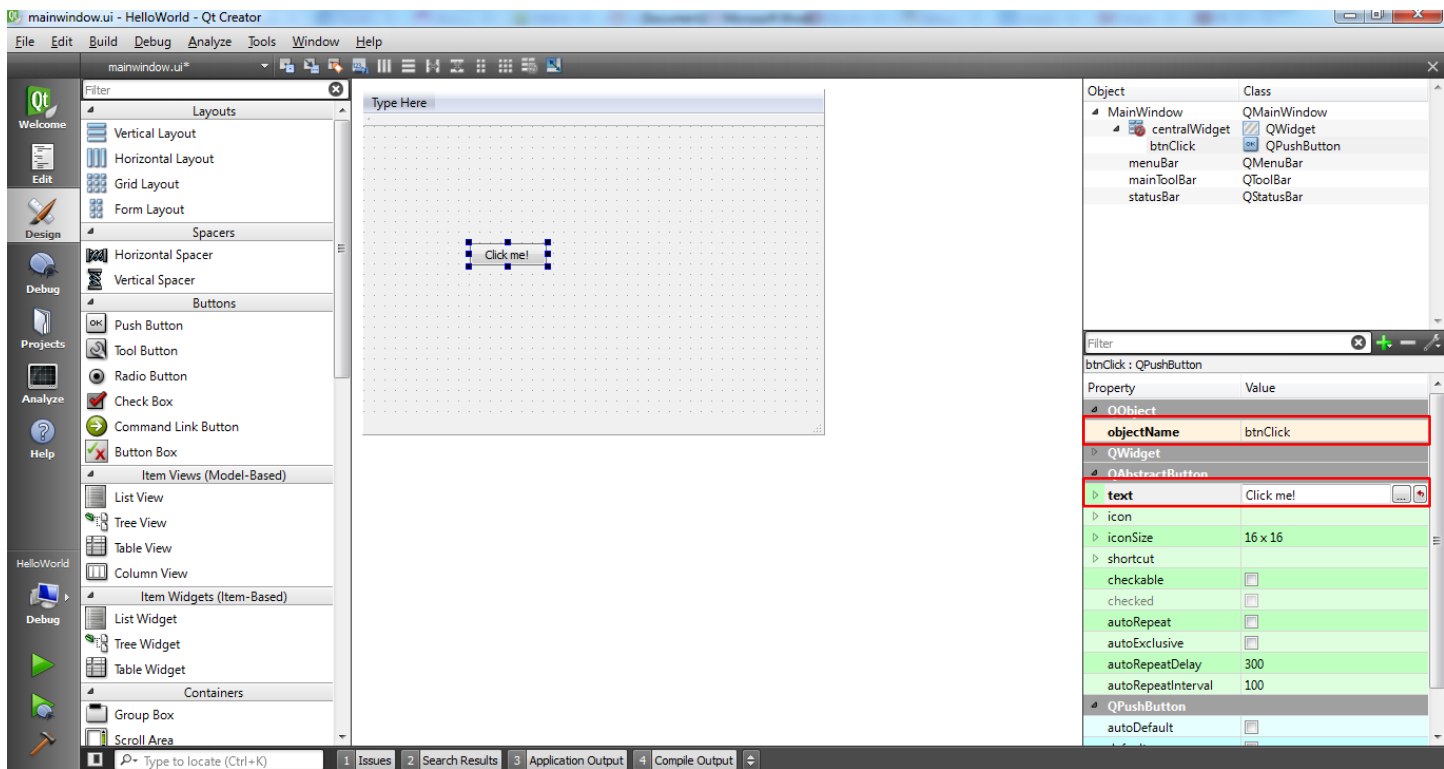 mainwindow.ui - HelloWorld - Qt Creator
File Edit Build Debug Analyze Tools Window Help
mainwindow.ui*
Qt
Welcome
Edit
Design
Debug
Projects
Analyze
Help
HelloWorld
Debug
Filter
Layouts
Vertical Layout
Horizontal Layout
Grid Layout
Form Layout
Spacers
Horizontal Spacer
Vertical Spacer
Buttons
OK Push Button
Tool Button
Radio Button
Check Box
Command Link Button
Button Box
Item Views (Model-Based)
List View
Tree View
Table View
Column View
Item Widgets (Item-Based)
List Widget
Tree Widget
Table Widget
Containers
Group Box
Scroll Area
Type Here
Click me!
Object Class
MainWindow QMainWindow
centralWidget QWidget
btnClick QPushButton
menuBar QMenuBar
mainToolBar QToolBar
statusBar QStatusBar
Filter
btnClick : QPushButton
Property Value
QObject
objectName btnClick
QWidget
QAbstractButton
text Click me! ...
icon
iconSize 16 x 16
shortcut
checkable
checked
autoRepeat
autoExclusive
autoRepeatDelay 300
autoRepeatInterval 100
QPushButton
autoDefault
Type to locate (Ctrl+K) 1 Issues 2 Search Results 3 Application Output 4 Compile Output